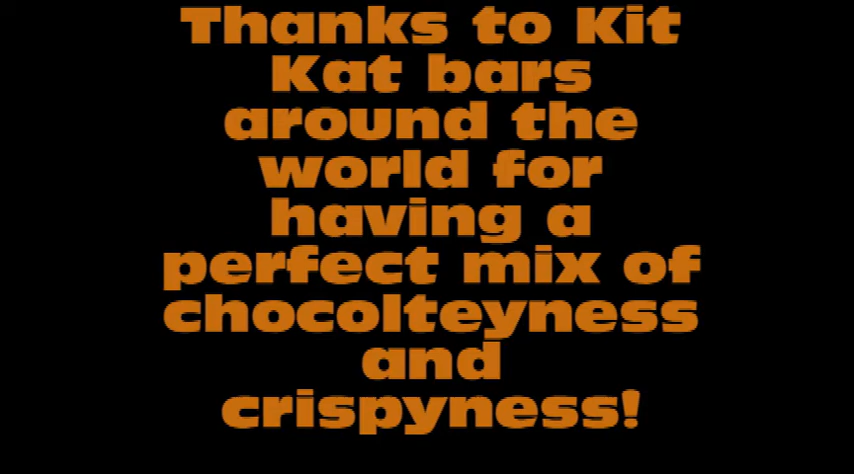 Thanks to Kit
Kat bars
around the
world for
having a
perfect mix of
chocolteyness
and
crispyness!